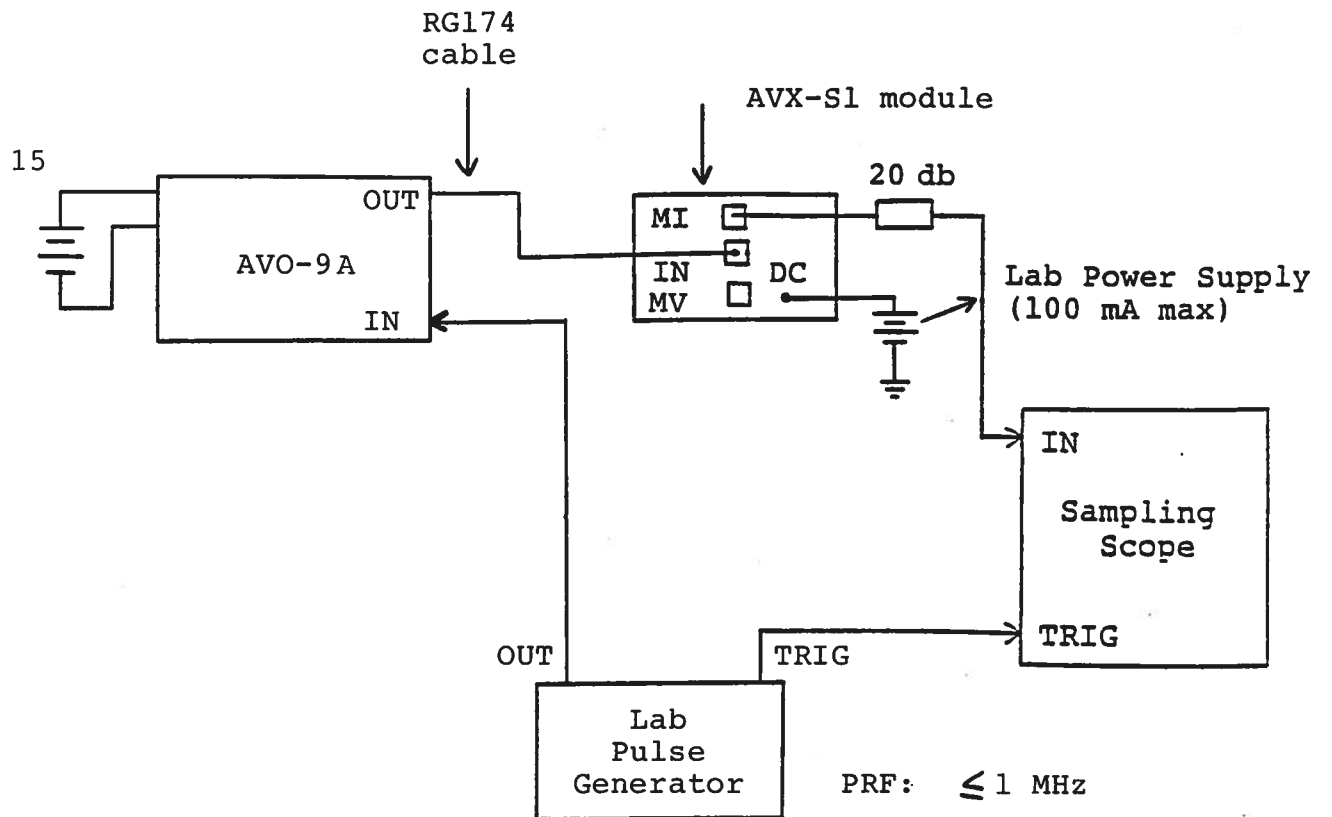 RG174
cable
AVX-S1 module
15
OUT
AVO-9A
IN
20 db
MI
IN
MV
DC
Lab Power Supply
(100 mA max)
IN
Sampling
Scope
TRIG
OUT
TRIG
Lab
Pulse
Generator
PRF: ≦ 1 MHz